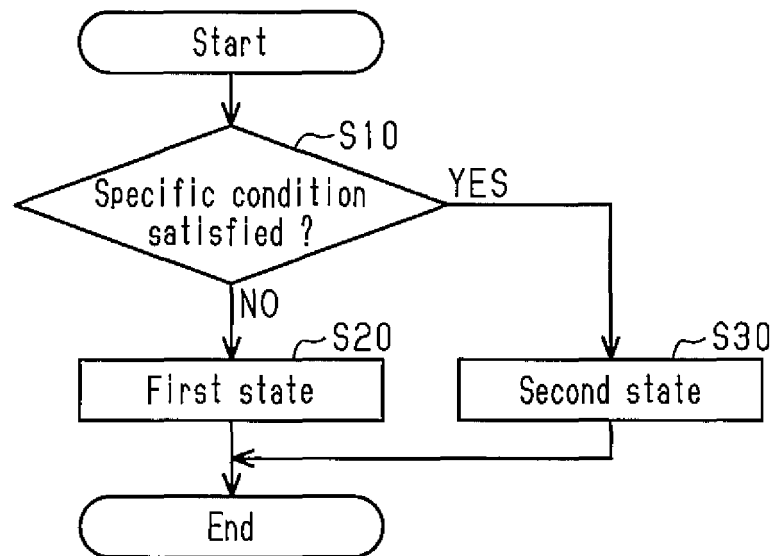 Start
S10
Specific condition
satisfied ?
YES
NO
S20
First state
S30
Second state
End